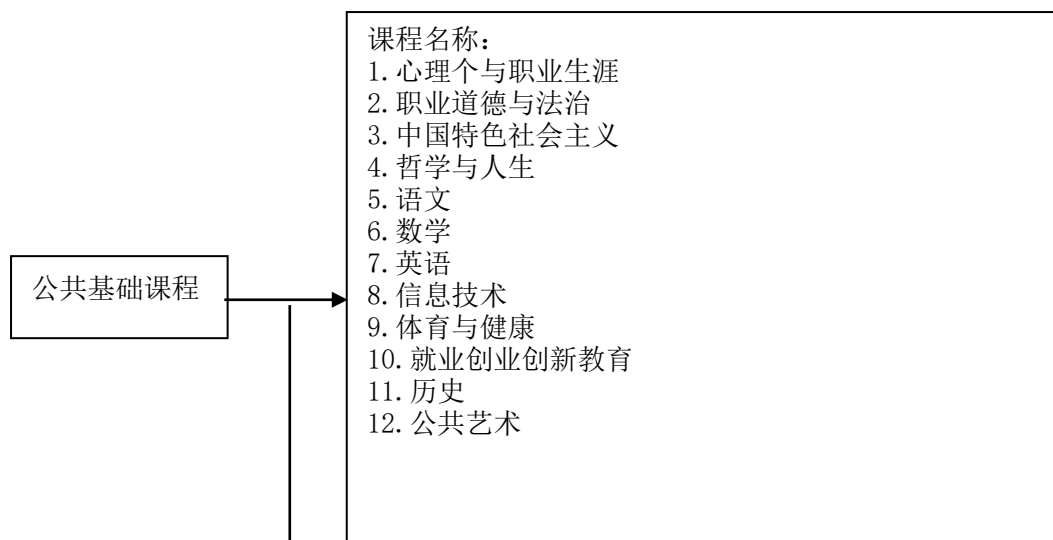 课程名称：
1.心理个与职业生涯
2.职业道德与法治
3.中国特色社会主义
4.哲学与人生
5.语文
6.数学
7.英语
8.信息技术
9.体育与健康
10.就业创业创新教育
11.历史
12.公共艺术
公共基础课程